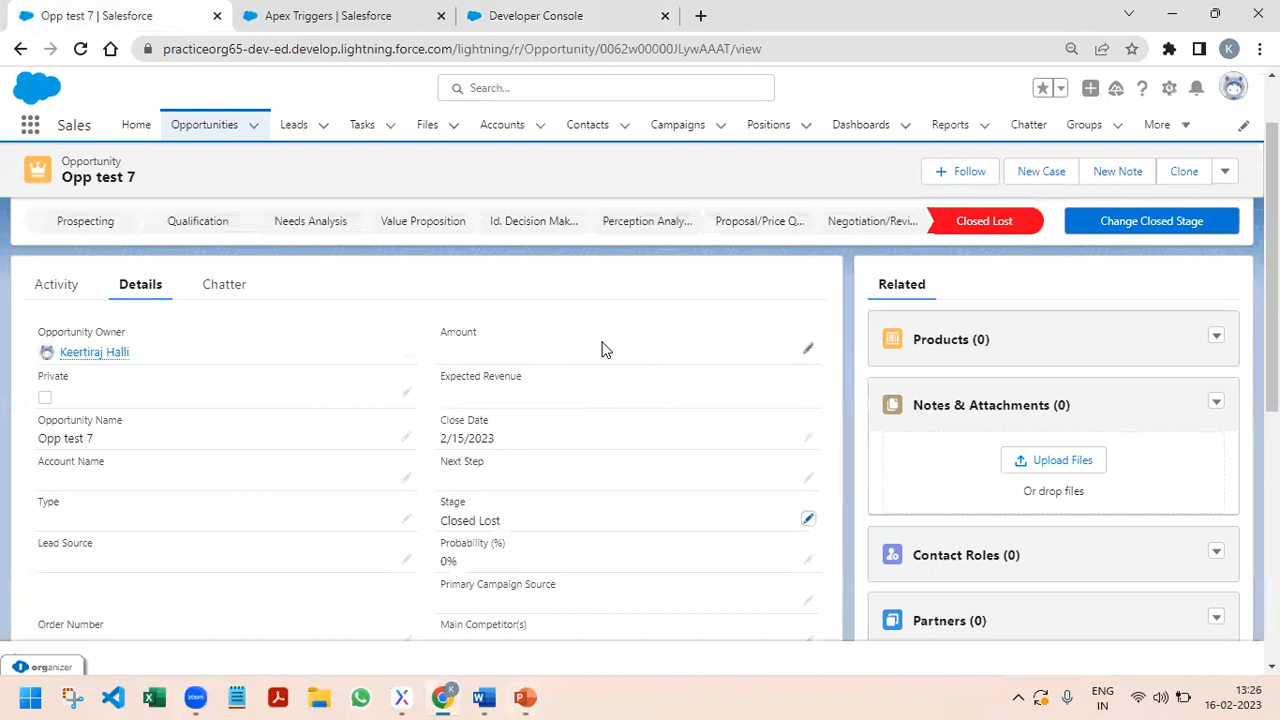 Opp test 7 | Salesforce
Apex Triggers | Salesforce
Developer Console
practiceorg65-dev-ed.develop.lightning.force.com/lightning/r/Opportunity/0062w00000JLywAAAT/view
K
Search...
Sales
Home
Opportunities
Leads
Tasks
Files
Accounts
Contacts
Campaigns
Positions
Dashboards
Reports
Chatter
Groups
More
Opportunity
Opp test 7
Follow
New Case
New Note
Clone
Prospecting
Qualification
Needs Analysis
Value Proposition
Id. Decision Mak...
Perception Analy...
Proposal/Price Q...
Negotiation/Revi...
Closed Lost
Change Closed Stage
Activity
Details
Chatter
Opportunity Owner
Keertiraj Halli
Private
Opportunity Name
Opp test 7
Account Name
Type
Lead Source
Order Number
Amount
Expected Revenue
Close Date
2/15/2023
Next Step
Stage
Closed Lost
Probability (%)
0%
Primary Campaign Source
Main Competitor(s)
Related
Products (0)
Notes & Attachments (0)
Upload Files
Or drop files
Contact Roles (0)
Partners (0)
organizer
zoom
K
ENG
IN
13:26
16-02-2023